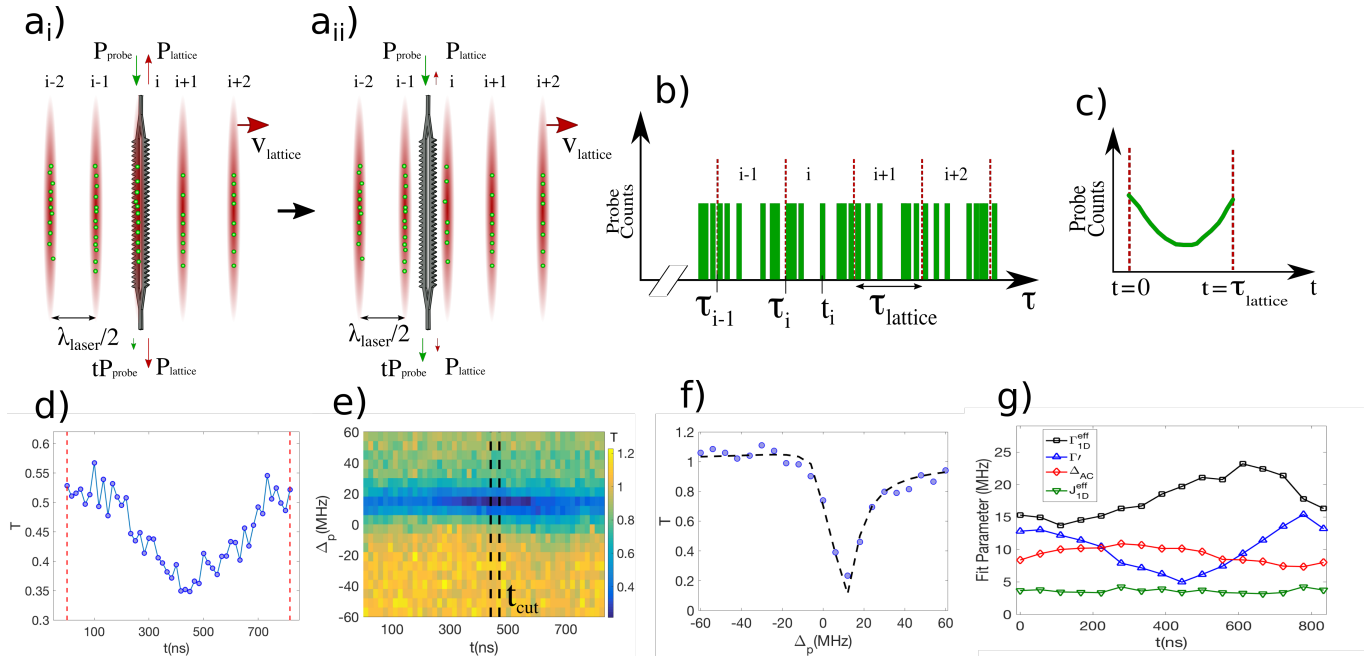 a_i)
P_probe P_lattice
i-2 i-1 i i+1 i+2
V_lattice
λ_laser/2
tP_probe P_lattice
a_ii)
P_probe P_lattice
i-2 i-1 i i+1 i+2
V_lattice
λ_laser/2
tP_probe P_lattice
b)
Probe
Counts
i-1 i i+1 i+2
τ_i-1 τ_i t_i τ_lattice τ
c)
Probe
Counts
t=0 t=τ_lattice t
d)
T
0.6
0.55
0.5
0.45
0.4
0.35
0.3
100 300 500 700
t(ns)
e)
Δ_p(MHz)
60
40
20
0
-20
-40
-60
t_cut
100 300 500 700
t(ns)
T
1.2
1
0.8
0.6
0.4
f)
T
1.2
1
0.8
0.6
0.4
0.2
0
-60 -40 -20 0 20 40 60
Δ_p(MHz)
g)
Fit Parameter (MHz)
25
20
15
10
5
0
Γ_1D^eff
Γ′
Δ_AC
J_1D^eff
0 200 400 600 800
t(ns)